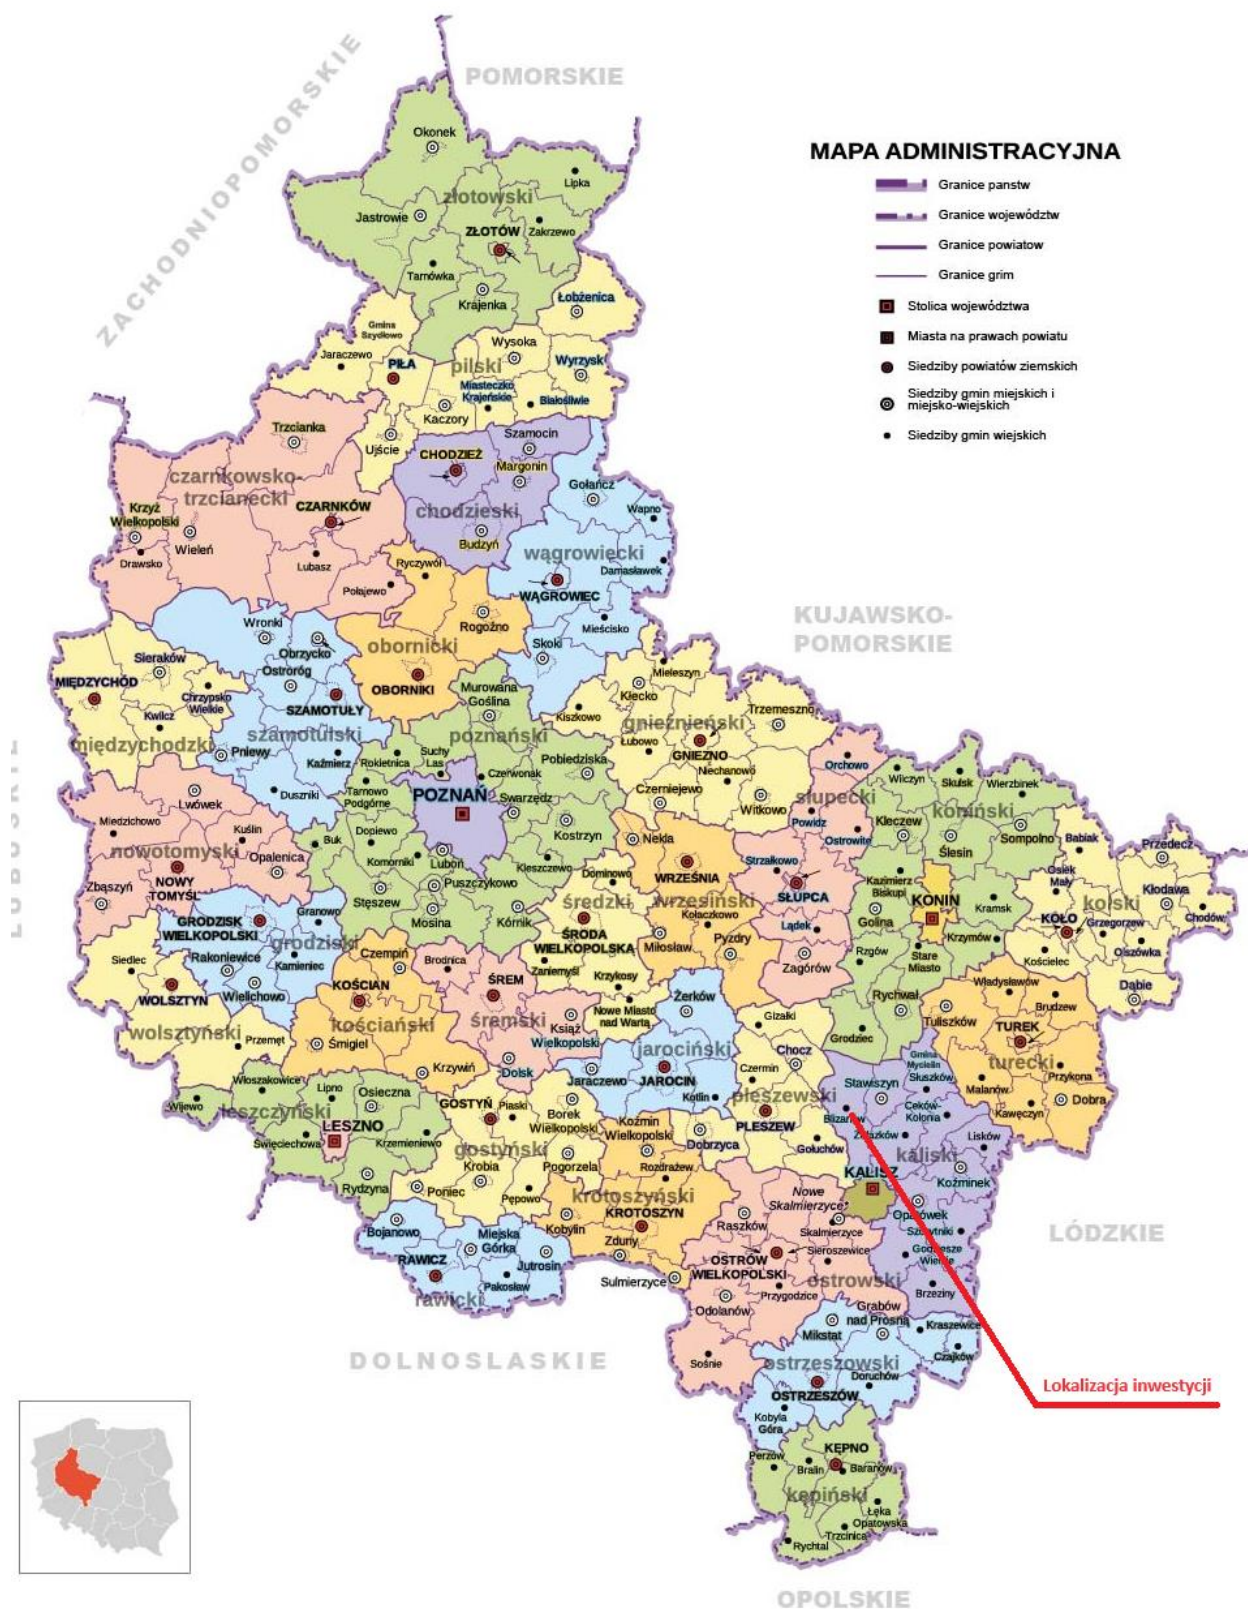 POMORSKIE
ZACHODNIOPOMORSKIE
MAPA ADMINISTRACYJNA
Granice panstw
Granice wojewódz​tw
Granice powiatow
Granice grim
Stolica województwa
Miasta na prawach powiatu
Siedziby powiatów ziemskich
Siedziby gmin miejskich i
miejsko-wiejskich
Siedziby gmin wiejskich
Okonek
Lipka
złotowski
Jastrowie
ZŁOTÓW
Zakrzewo
Tarnówka
Krajenka
Łobżenica
Gmina
Szydłowo
Wysoka
Jaraczewo
PIŁA
pilski
Wyrzysk
Miasteczko
Krajeńskie
Białośliwie
Kaczory
Trzcianka
Ujście
CHODZIEŻ
Szamocin
Margonin
czarnkowsko-
trzcianecki
Gołańcz
CZARNKÓW
chodzieski
Wapno
Krzyż
Wielkopolski
Wieleń
Budzyń
wągrowiecki
Drawsko
Lubasz
Ryczywół
Damasławek
Połajewo
WĄGROWIEC
Wronki
Rogoźno
Mieścisko
KUJAWSKO-
POMORSKIE
Obrzycko
obornicki
Skoki
Sieraków
Ostroróg
MIĘDZYCHÓD
Chrzypsko
Wielkie
SZAMOTUŁY
OBORNIKI
Murowana
Goślina
Mieleszyn
Kłecko
Kwilcz
Kiszkowo
Trzemeszno
międzychodzki
szamotulski
poznański
gnieźnieński
Pniewy
Kaźmierz
Rokietnica
Suchy
Las
Pobiedziska
Łubowo
GNIEZNO
Orchowo
Duszniki
Tarnowo
Podgórne
Czerwonak
Niechanowo
Wilczyn
Skulsk
Wierzbinek
Lwówek
POZNAŃ
Swarzędz
Czerniejewo
Witkowo
słupecki
koniński
Miedzichowo
Kuślin
Dopiewo
Kostrzyn
Powidz
Kleczew
Sompolno
Babiak
Przedecz
nowotomyski
Opalenica
Buk
Komorniki
Luboń
Nekla
Ostrowite
Ślesin
NOWY
TOMYŚL
Kleszczewo
Strzałkowo
Osiek
Mały
Zbąszyń
Puszczykowo
Dominowo
WRZEŚNIA
SŁUPCA
Kazimierz
Biskupi
KONIN
Kłodawa
Stęszew
średzki
wrzesiński
Kramsk
kolski
GRODZISK
WIELKOPOLSKI
Granowo
Mosina
Kórnik
ŚRODA
WIELKOPOLSKA
Kołaczkowo
Golina
KOŁO
Grzegorzew
Chodów
Lądek
Krzymów
grodziski
Czempiń
Miłosław
Pyzdry
Olszówka
Siedlec
Rakoniewice
Kamieniec
Brodnica
Zaniemyśl
Zagórów
Rzgów
Stare
Miasto
Kościelec
WOLSZTYN
Wielichowo
KOŚCIAN
ŚREM
Krzykosy
Władysławów
Dąbie
Żerków
Rychwał
Brudzew
wolsztyński
kościański
śremski
Książ
Wielkopolski
Nowe Miasto
nad Wartą
Gizałki
Tuliszków
TUREK
Przemęt
Śmigiel
jarociński
Chocz
Grodziec
turecki
Krzywiń
Dolsk
Jaraczewo
JAROCIN
Czermin
Gmina
Mycielin
Przykona
Włoszakowice
Lipno
Osieczna
Stawiszyn
Słuszków
Malanów
Wijewo
leszczyński
GOSTYŃ
Piaski
Borek
Wielkopolski
Kotlin
pleszewski
Ceków-
Kolonia
Kawęczyn
Dobra
LESZNO
Koźmin
Wielkopolski
PLESZEW
Święciechowa
Krzemieniewo
gostyński
Dobrzyca
Lisków
Gołuchów
kaliski
Krobia
Pogorzela
Rozdrażew
KALISZ
Koźminek
Rydzyna
Poniec
Pępowo
krotoszyński
Nowe
Skalmierzyce
Bojanowo
Kobylin
KROTOSZYN
Raszków
Skalmierzyce
ŁÓDZKIE
Miejska
Górka
Zduny
Sieroszewice
RAWICZ
Jutrosin
OSTRÓW
WIELKOPOLSKI
Sulmierzyce
ostrowski
Pakosław
Przygodzice
Brzeziny
rawicki
Odolanów
Grabów
nad Prosną
Mikstat
Kraszewice
DOLNOSLASKIE
Sośnie
ostrzeszowski
Czajków
Doruchów
Lokalizacja inwestycji
OSTRZESZÓW
Kobyla
Góra
KĘPNO
Perzów
Bralin
Baranów
kępiński
Łęka
Opatowska
Trzcinica
Rychtal
OPOLSKIE